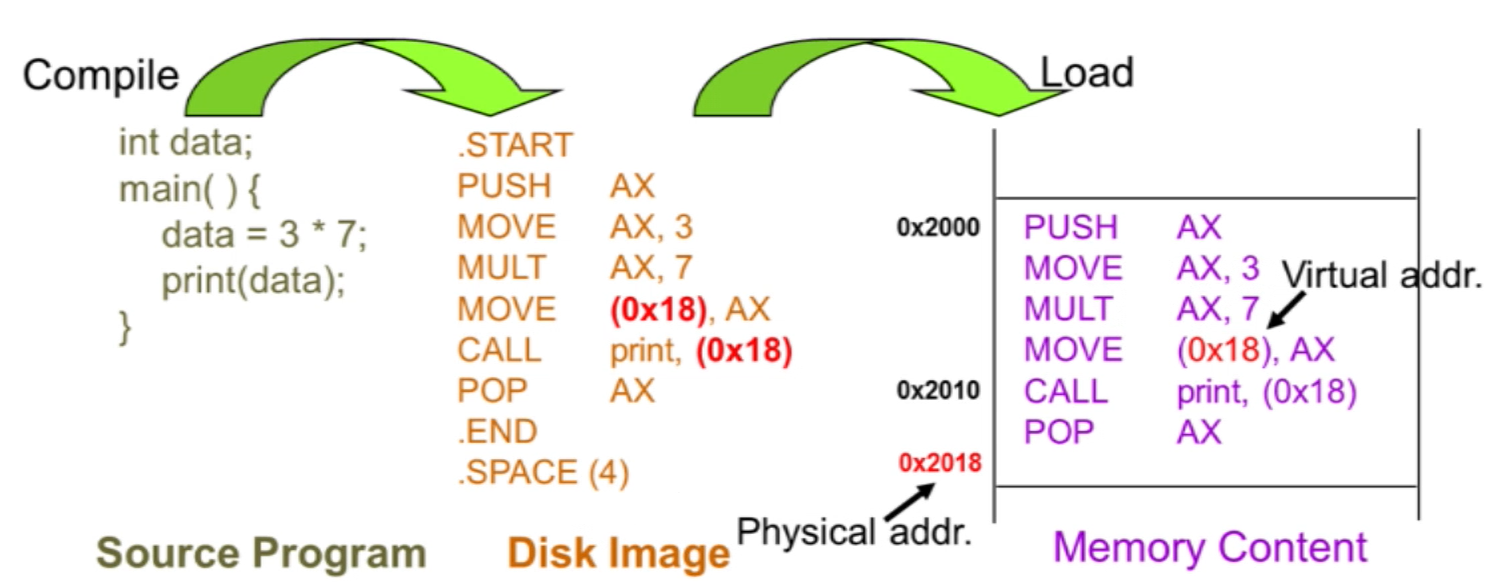 Compile
Load
int data;
main( ) {
data = 3 * 7;
print(data);
}
.START
PUSH AX
MOVE AX, 3
MULT AX, 7
MOVE (0x18), AX
CALL print, (0x18)
POP AX
.END
.SPACE (4)
0x2000 PUSH AX
MOVE AX, 3
Virtual addr.
MULT AX, 7
MOVE (0x18), AX
0x2010 CALL print, (0x18)
POP AX
0x2018
Physical addr.
Source Program
Disk Image
Memory Content